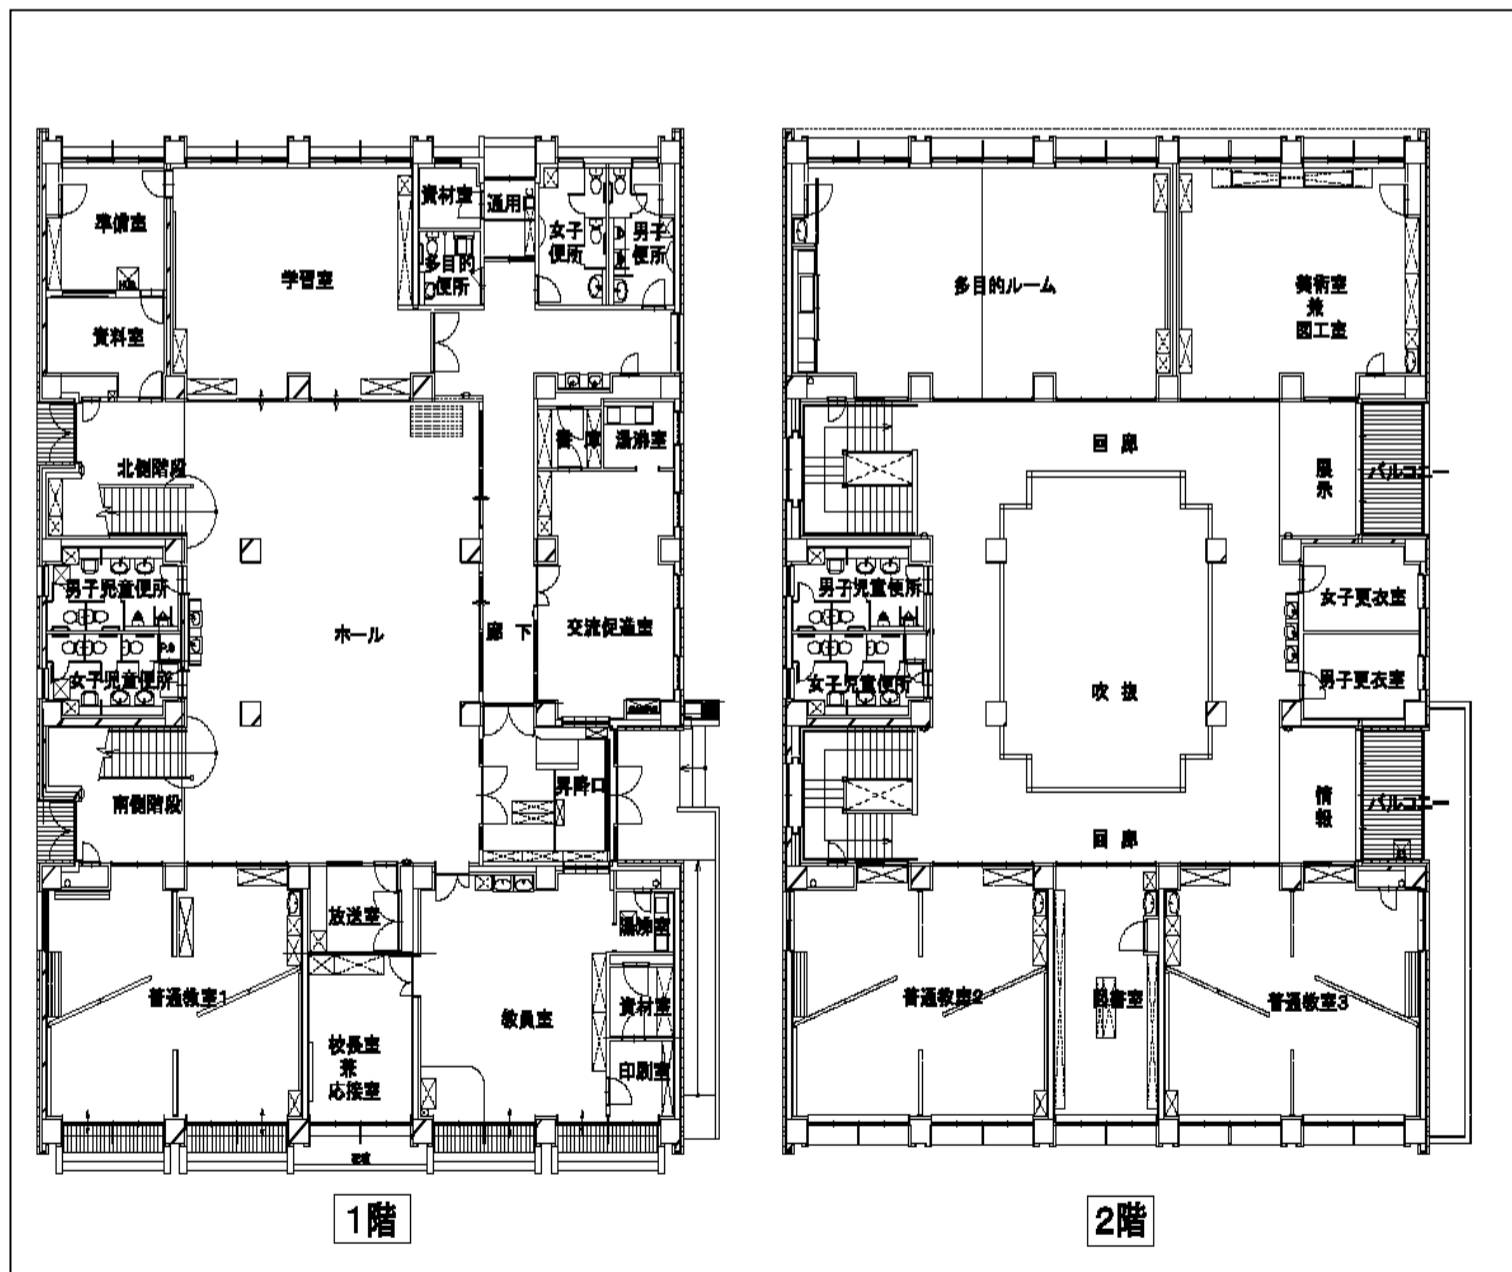 準備室
資料室
学習室
資材室
多目的
便所
通用口
女子
便所
男子
便所
北側階段
書庫
湯沸室
男子児童便所
女子児童便所
P.S
ホール
廊下
交流促進室
南側階段
昇降口
普通教室1
放送室
校長室
兼
応接室
教員室
湯沸室
資材室
印刷室
1階
多目的ルーム
美術室
兼
図工室
回廊
展示
バルコニー
男子児童便所
女子児童便所
吹抜
女子更衣室
男子更衣室
情報
バルコニー
回廊
普通教室2
図書室
普通教室3
2階